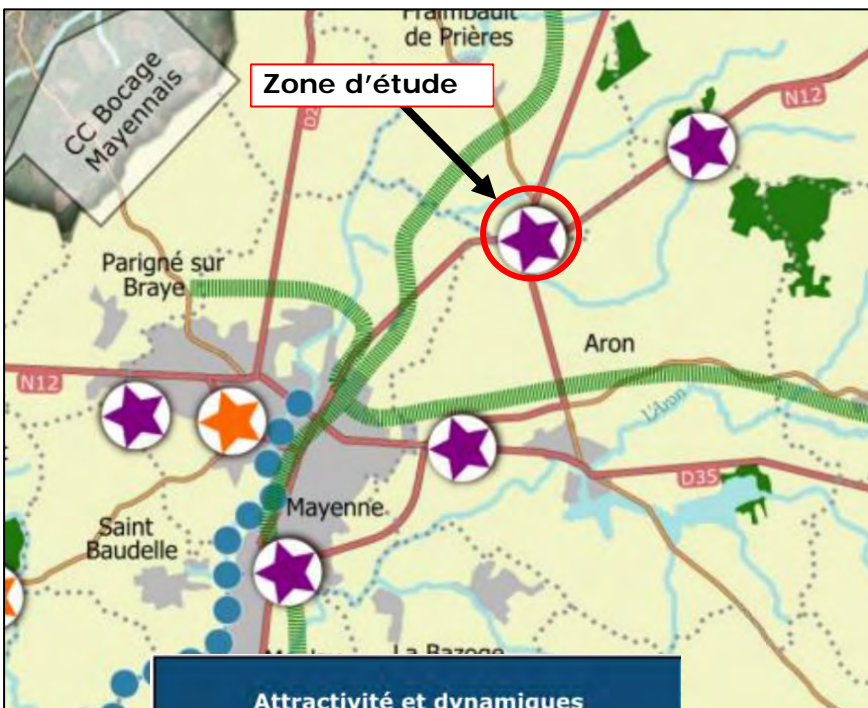 Fraimbault
de Prières
Zone d'étude
CC Bocage
Mayennais
N12
Parigné sur
Braye
Aron
N12
L'Aron
D35
Mayenne
Saint
Baudelle
La Bazoge
Attractivité et dynamiques